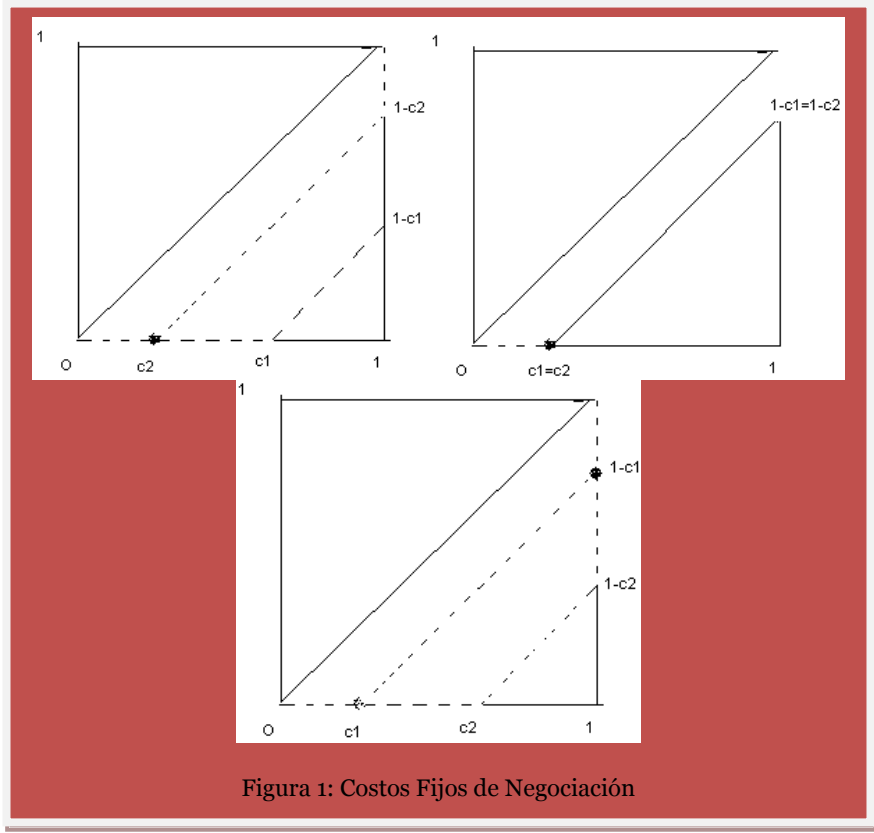 1
1-c2
1-c1
O
c2
c1
1
1
1-c1=1-c2
O
c1=c2
1
1
1-c1
1-c2
O
c1
c2
1
Figura 1: Costos Fijos de Negociación